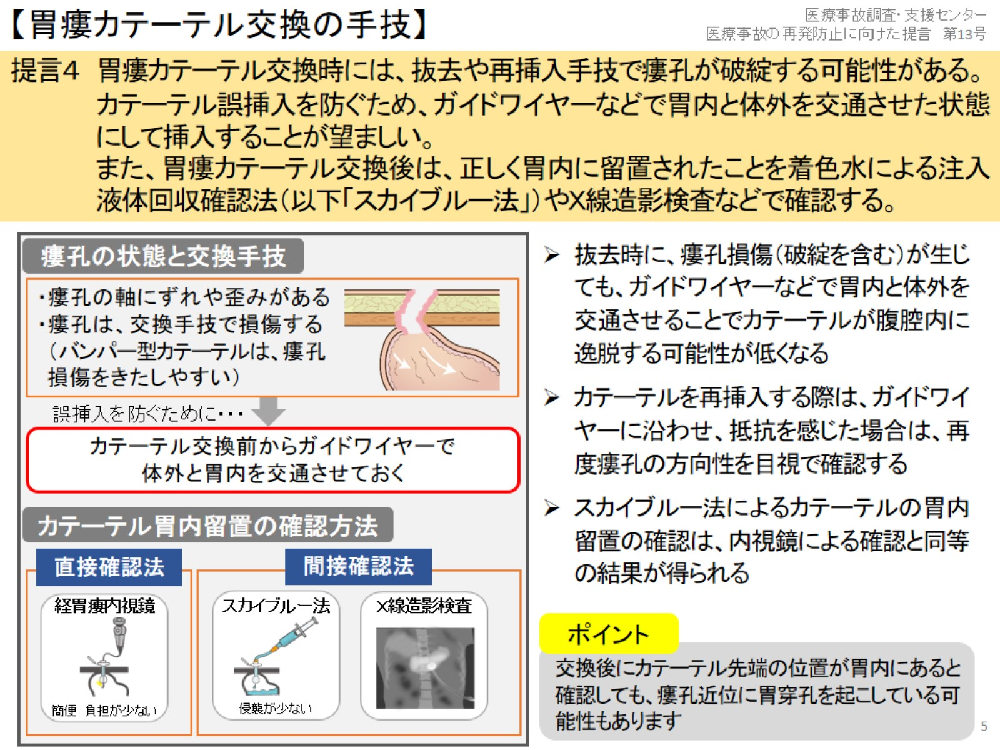 【胃瘻カテーテル交換の手技】
医療事故調査・支援センター
医療事故の再発防止に向けた提言 第13号
提言4 胃瘻カテーテル交換時には、抜去や再挿入手技で瘻孔が破綻する可能性がある。
カテーテル誤挿入を防ぐため、ガイドワイヤーなどで胃内と体外を交通させた状態
にして挿入することが望ましい。
また、胃瘻カテーテル交換後は、正しく胃内に留置されたことを着色水による注入
液体回収確認法（以下「スカイブルー法」）やX線造影検査などで確認する。
瘻孔の状態と交換手技
・瘻孔の軸にずれや歪みがある
・瘻孔は、交換手技で損傷する
（バンパー型カテーテルは、瘻孔
損傷をきたしやすい）
誤挿入を防ぐために・・・
カテーテル交換前からガイドワイヤーで
体外と胃内を交通させておく
カテーテル胃内留置の確認方法
直接確認法
経胃瘻内視鏡
簡便 負担が少ない
間接確認法
スカイブルー法
侵襲が少ない
X線造影検査
➢ 抜去時に、瘻孔損傷（破綻を含む）が生じ
ても、ガイドワイヤーなどで胃内と体外を
交通させることでカテーテルが腹腔内に
逸脱する可能性が低くなる
➢ カテーテルを再挿入する際は、ガイドワイ
ヤーに沿わせ、抵抗を感じた場合は、再
度瘻孔の方向性を目視で確認する
➢ スカイブルー法によるカテーテルの胃内
留置の確認は、内視鏡による確認と同等
の結果が得られる
ポイント
交換後にカテーテル先端の位置が胃内にあると
確認しても、瘻孔近位に胃穿孔を起こしている可
能性もあります
5